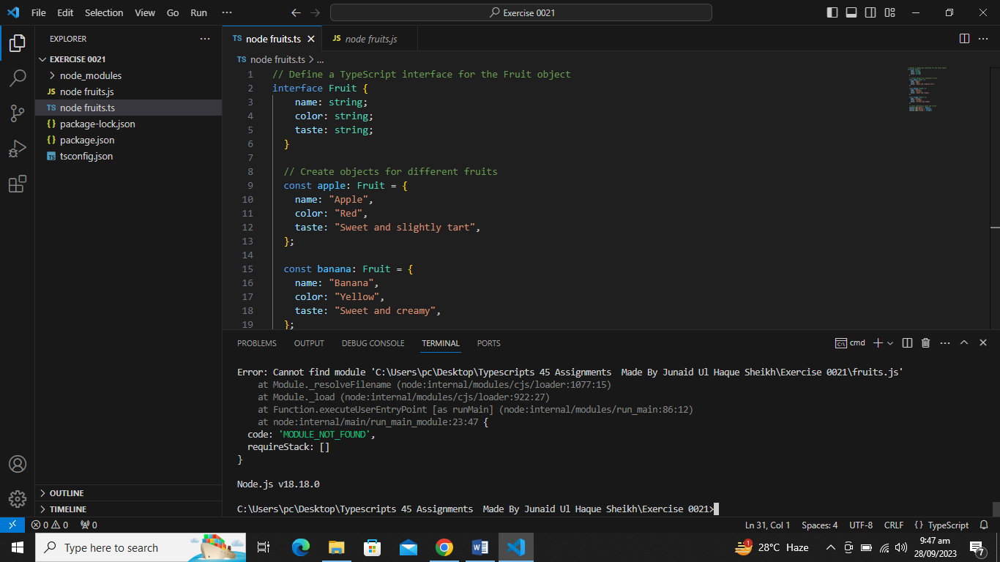 File Edit Selection View Go Run ··· Exercise 0021
EXPLORER ···
EXERCISE 0021
node_modules
JS node fruits.js
TS node fruits.ts
{} package-lock.json
{} package.json
TS tsconfig.json
OUTLINE
TIMELINE
TS node fruits.ts JS node fruits.js
TS node fruits.ts > ...
1 // Define a TypeScript interface for the Fruit object
2 interface Fruit {
3 name: string;
4 color: string;
5 taste: string;
6 }
7
8 // Create objects for different fruits
9 const apple: Fruit = {
10 name: "Apple",
11 color: "Red",
12 taste: "Sweet and slightly tart",
13 };
14
15 const banana: Fruit = {
16 name: "Banana",
17 color: "Yellow",
18 taste: "Sweet and creamy",
19 };
PROBLEMS OUTPUT DEBUG CONSOLE TERMINAL PORTS cmd
Error: Cannot find module 'C:\Users\pc\Desktop\Typescripts 45 Assignments  Made By Junaid Ul Haque Sheikh\Exercise 0021\fruits.js'
at Module._resolveFilename (node:internal/modules/cjs/loader:1077:15)
at Module._load (node:internal/modules/cjs/loader:922:27)
at Function.executeUserEntryPoint [as runMain] (node:internal/modules/run_main:86:12)
at node:internal/main/run_main_module:23:47 {
code: 'MODULE_NOT_FOUND',
requireStack: []
}
Node.js v18.18.0
C:\Users\pc\Desktop\Typescripts 45 Assignments  Made By Junaid Ul Haque Sheikh\Exercise 0021>
0 0 0 Ln 31, Col 1 Spaces: 4 UTF-8 CRLF {} TypeScript
Type here to search 1 28°C Haze 9:47 am
28/09/2023 7